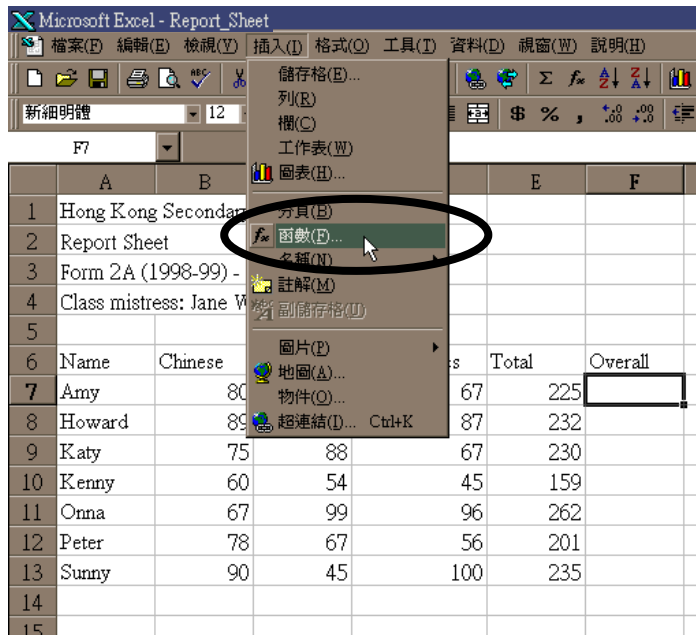 Microsoft Excel - Report_Sheet
檔案(F) 編輯(E) 檢視(V) 插入(I) 格式(O) 工具(T) 資料(D) 視窗(W) 說明(H)
新細明體 12 $ % ,
F7
儲存格(E)...
列(R)
欄(C)
工作表(W)
圖表(H)...
分頁(B)
函數(F)...
名稱(N)
註解(M)
副儲存格(U)
圖片(P)
地圖(A)...
物件(O)...
超連結(I)... Ctrl+K
A B E F
1 Hong Kong Secondary
2 Report Sheet
3 Form 2A (1998-99) -
4 Class mistress: Jane W
5
6 Name Chinese Total Overall
7 Amy 80 67 225
8 Howard 89 87 232
9 Katy 75 88 67 230
10 Kenny 60 54 45 159
11 Onna 67 99 96 262
12 Peter 78 67 56 201
13 Sunny 90 45 100 235
14
15